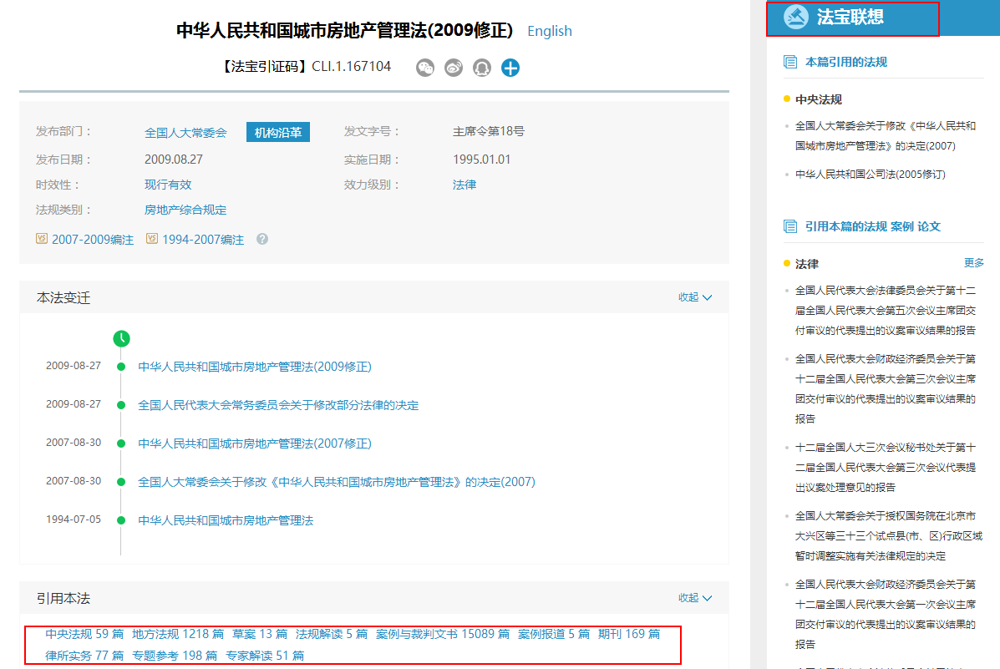 中华人民共和国城市房地产管理法(2009修正) English
【法宝引证码】CLI.1.167104
发布部门： 全国人大常委会 机构沿革 发文字号： 主席令第18号
发布日期： 2009.08.27 实施日期： 1995.01.01
时效性： 现行有效 效力级别： 法律
法规类别： 房地产综合规定
VS 2007-2009编注 VS 1994-2007编注 ?
本法变迁 收起
2009-08-27 中华人民共和国城市房地产管理法(2009修正)
2009-08-27 全国人民代表大会常务委员会关于修改部分法律的决定
2007-08-30 中华人民共和国城市房地产管理法(2007修正)
2007-08-30 全国人大常委会关于修改《中华人民共和国城市房地产管理法》的决定(2007)
1994-07-05 中华人民共和国城市房地产管理法
引用本法 收起
中央法规 59 篇 地方法规 1218 篇 草案 13 篇 法规解读 5 篇 案例与裁判文书 15089 篇 案例报道 5 篇 期刊 169 篇
律所实务 77 篇 专题参考 198 篇 专家解读 51 篇
法宝联想
本篇引用的法规
中央法规
全国人大常委会关于修改《中华人民共和
国城市房地产管理法》的决定(2007)
中华人民共和国公司法(2005修订)
引用本篇的法规 案例 论文
法律 更多
全国人民代表大会法律委员会关于第十二
届全国人民代表大会第五次会议主席团交
付审议的代表提出的议案审议结果的报告
全国人民代表大会财政经济委员会关于第
十二届全国人民代表大会第三次会议主席
团交付审议的代表提出的议案审议结果的
报告
十二届全国人大三次会议秘书处关于第十
二届全国人民代表大会第三次会议代表提
出议案处理意见的报告
全国人大常委会关于授权国务院在北京市
大兴区等三十三个试点县(市、区)行政区域
暂时调整实施有关法律规定的决定
全国人民代表大会财政经济委员会关于第
十二届全国人民代表大会第一次会议主席
团交付审议的代表提出的议案审议结果的
报告